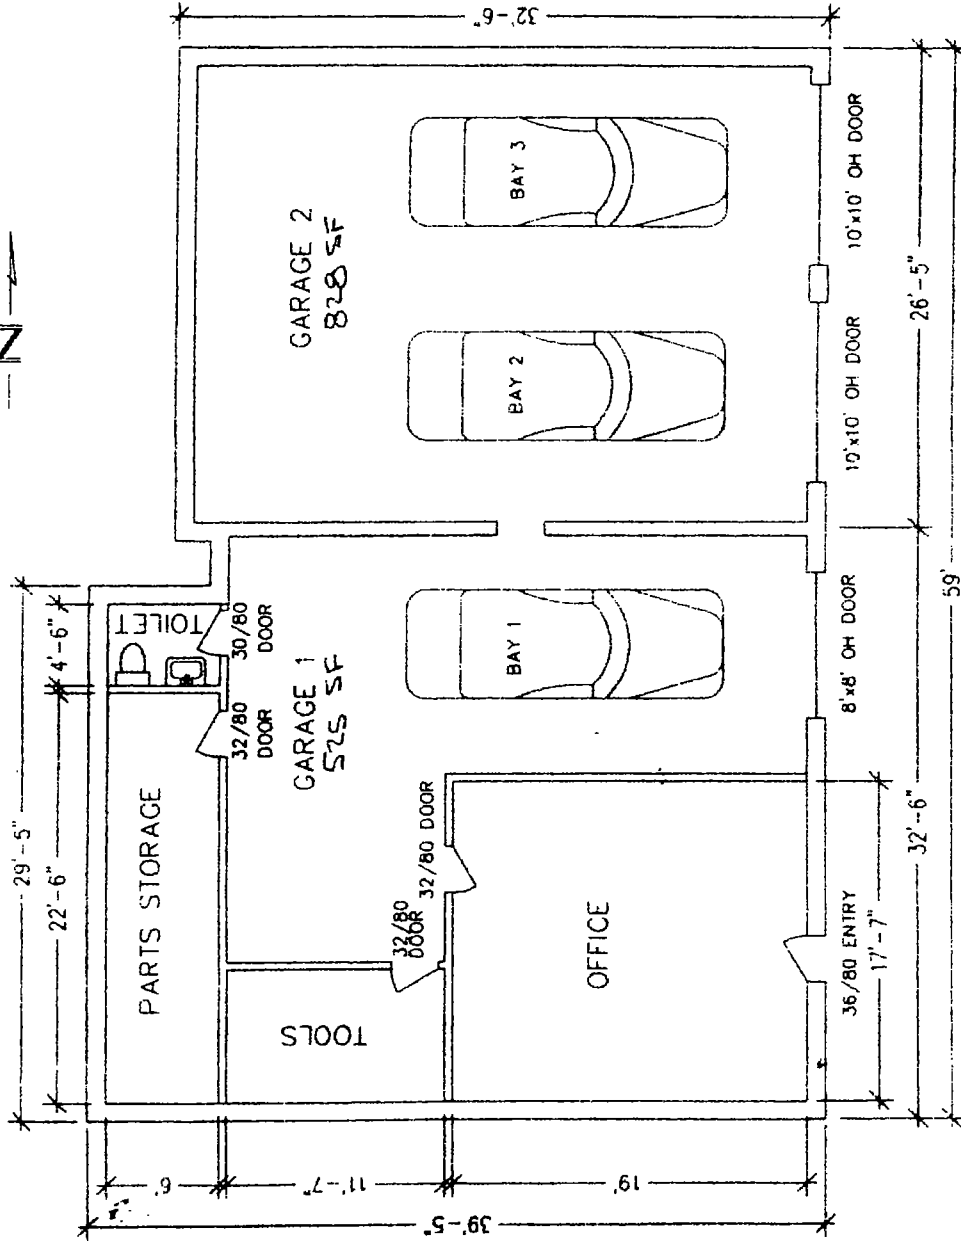 32'-6"
N
GARAGE 2
828 SF
BAY 3
BAY 2
10'x10' OH DOOR
10'x10' OH DOOR
26'-5"
59'
4'-6"
TOILET
30/80
DOOR
29'-5"
22'-6"
PARTS STORAGE
32/80
DOOR
GARAGE 1
525 SF
BAY 1
8'x8' OH DOOR
32'-6"
32/80 DOOR
32/80
DOOR
TOOLS
OFFICE
36/80 ENTRY
17'-7"
6'
11'-7"
19'
39'-5"